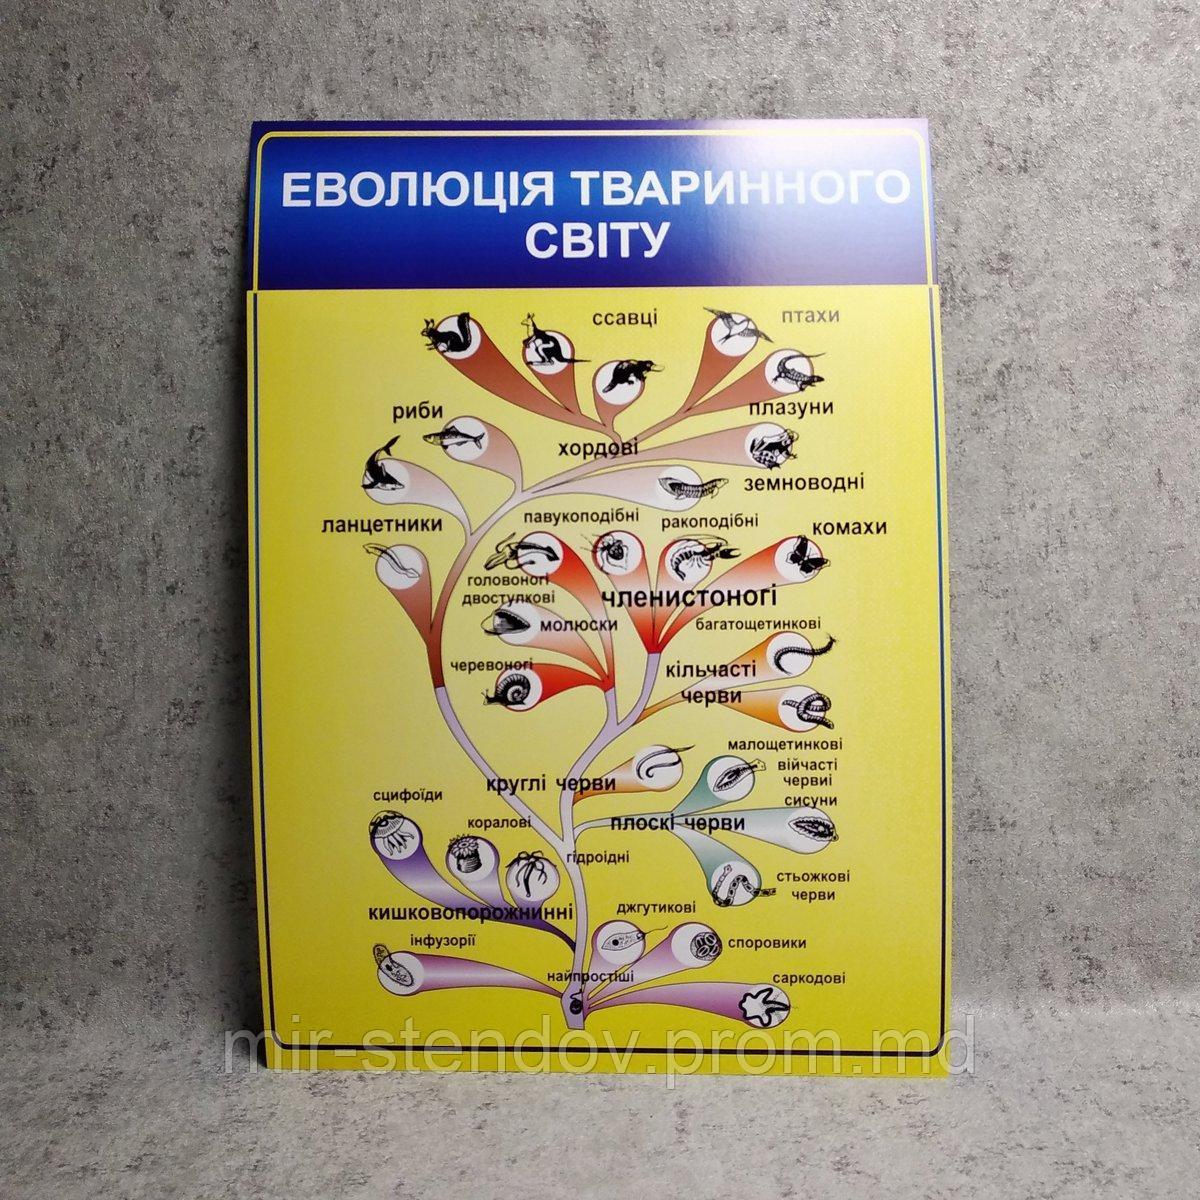 ЕВОЛЮЦІЯ ТВАРИННОГО
СВІТУ
ссавці
птахи
риби
плазуни
хордові
земноводні
ланцетники
павукоподібні
ракоподібні
комахи
головоногі
двостулкові
членистоногі
молюски
багатощетинкові
черевоногі
кільчасті
черви
малощетинкові
війчасті
червиі
круглі черви
сисуни
сцифоїди
коралові
плоскі черви
гідроідні
стьожкові
черви
кишковопорожнинні
джгутикові
інфузорії
споровики
найпростіші
саркодові
mir-stendov.prom.md